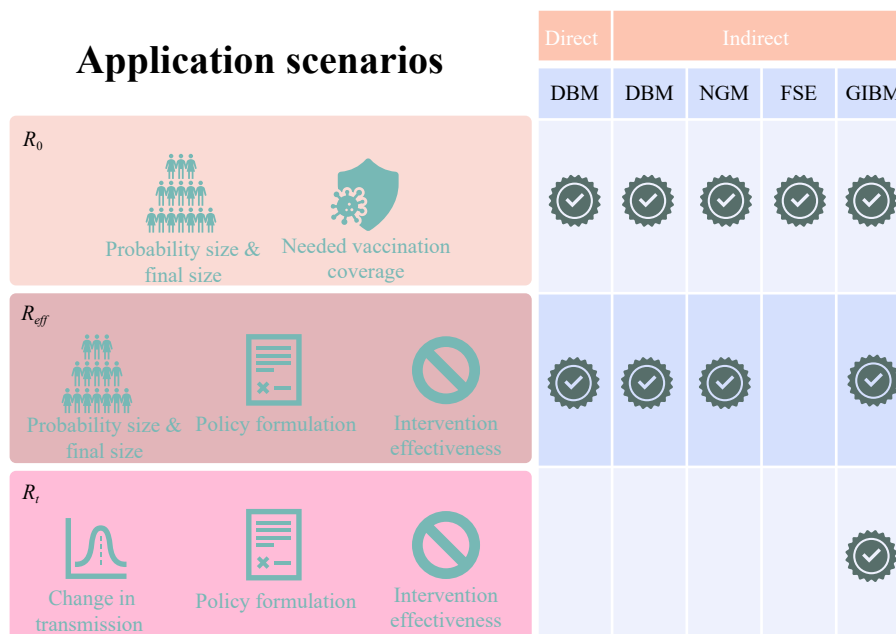 Application scenarios
Direct
Indirect
DBM
DBM
NGM
FSE
GIBM
R0
Probability size &
final size
Needed vaccination
coverage
Reff
Probability size &
final size
Policy formulation
Intervention
effectiveness
Rt
Change in
transmission
Policy formulation
Intervention
effectiveness